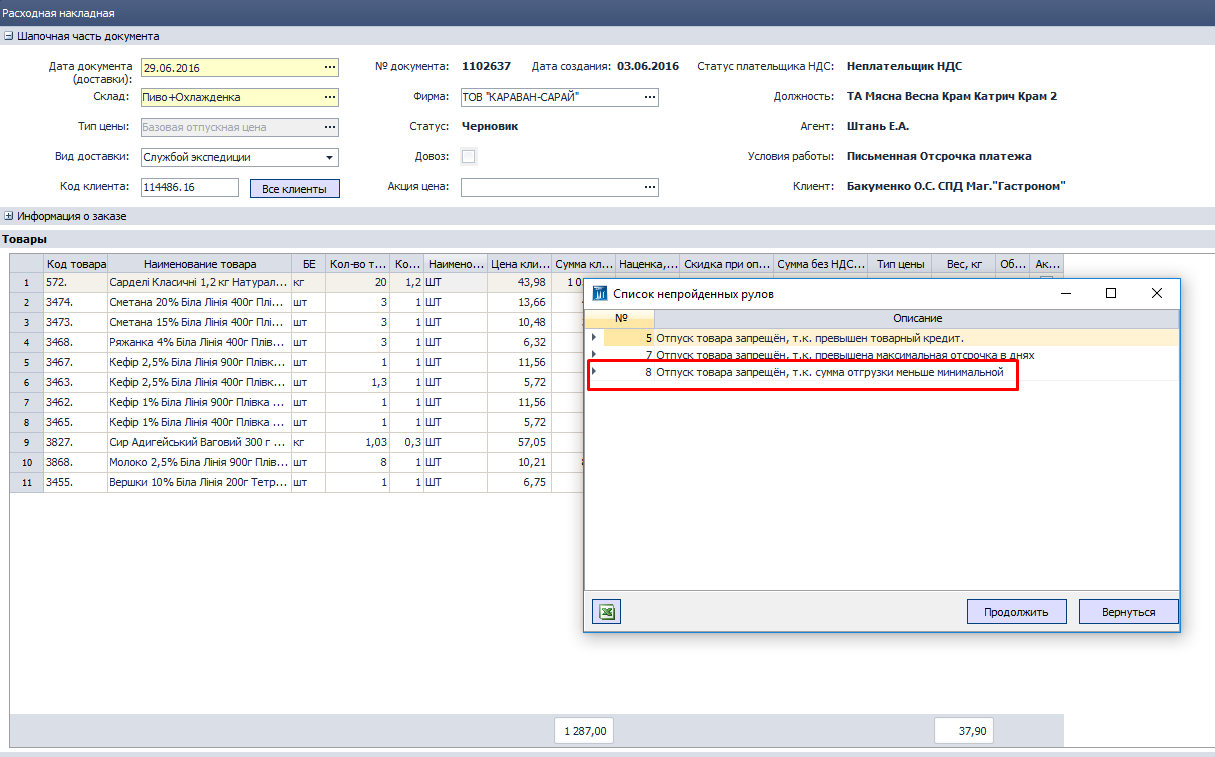 Расходная накладная
Шапочная часть документа
Дата документа (доставки): 29.06.2016 ... № документа: 1102637 Дата создания: 03.06.2016 Статус плательщика НДС: Неплательщик НДС
Склад: Пиво+Охлажденка ... Фирма: ТОВ "КАРАВАН-САРАЙ" ... Должность: ТА Мясна Весна Крам Катрич Крам 2
Тип цены: Базовая отпускная цена ... Статус: Черновик Агент: Штань Е.А.
Вид доставки: Службой экспедиции Довоз: Условия работы: Письменная Отсрочка платежа
Код клиента: 114486.16 Все клиенты Акция цена: ... Клиент: Бакуменко О.С. СПД Маг."Гастроном"
Информация о заказе
Товары
Код товара Наименование товара БЕ Кол-во т... Ко... Наимено... Цена кли... Сумма кл... Наценка,... Скидка при оп... Сумма без НДС... Тип цены Вес, кг Об... Ак...
1 572. Сарделі Класичні 1,2 кг Натурал... кг 20 1,2 ШТ 43,98 1 0
2 3474. Сметана 20% Біла Лінія 400г Плі... шт 3 1 ШТ 13,66
3 3473. Сметана 15% Біла Лінія 400г Плі... шт 3 1 ШТ 10,48
4 3468. Ряжанка 4% Біла Лінія 400г Плів... шт 3 1 ШТ 6,32
5 3467. Кефір 2,5% Біла Лінія 900г Плівк... шт 1 1 ШТ 11,56
6 3463. Кефір 2,5% Біла Лінія 400г Плівк... шт 1,3 1 ШТ 5,72
7 3462. Кефір 1% Біла Лінія 900г Плівка ... шт 1 1 ШТ 11,56
8 3465. Кефір 1% Біла Лінія 400г Плівка ... шт 1 1 ШТ 5,72
9 3827. Сир Адигейський Ваговий 300 г ... кг 1,03 0,3 ШТ 57,05
10 3868. Молоко 2,5% Біла Лінія 900г Плів... шт 8 1 ШТ 10,21
11 3455. Вершки 10% Біла Лінія 200г Тетр... шт 1 1 ШТ 6,75
1 287,00 37,90
Список непройденных рулов
№ Описание
5 Отпуск товара запрещён, т.к. превышен товарный кредит.
7 Отпуск товара запрещён, т.к. превышена максимальная отсрочка в днях
8 Отпуск товара запрещён, т.к. сумма отгрузки меньше минимальной
Продолжить Вернуться